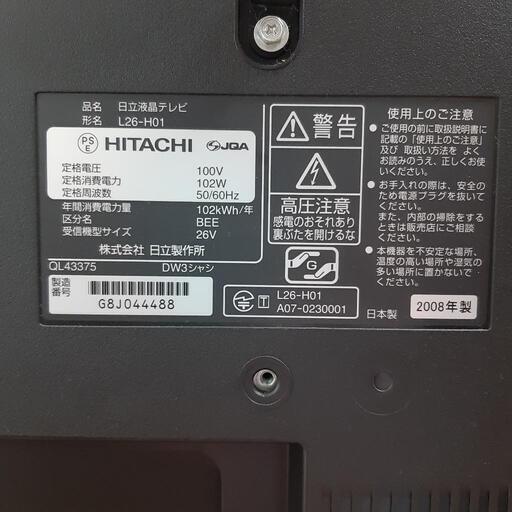 品名 日立液晶テレビ
形名 L26-H01
PS
E
HITACHI
JQA
定格電圧 100V
定格消費電力 102W
定格周波数 50/60Hz
年間消費電力量 102kWh/年
区分名 BEE
受信機型サイズ 26V
株式会社 日立製作所
QL43375 DW3シャシ
製造番号 G8J044488
警告
高圧注意
感電のおそれあり
裏ぶたを開けるな
G
L26-H01
A07-0230001
使用上のご注意
●ご使用の前に取扱説明書に
記載の「使用上のご注意」
及び 取扱い方法を よく
お読みのうえ、正しくお使
いください。
●お手入れの際は、安全の
ため電源プラグを抜いてく
ださい。
また、内部の掃除をする
ときは販売店にご相談
ください。
●本機器を不安定な場所、
温度の高い場所や湿気の
多い場所に置かないで
ください。
日本製 2008年製